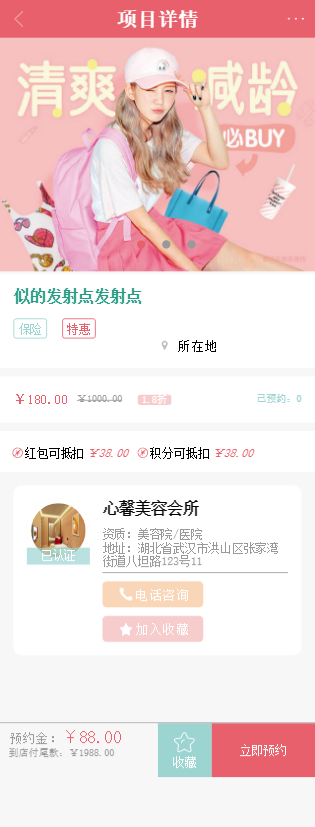 项目详情
清爽 减龄
必BUY
似的发射点发射点
保险 特惠
所在地
￥180.00 ￥1000.00 1.8折 已预约：0
红包可抵扣 ￥38.00 积分可抵扣 ￥38.00
心馨美容会所
资质：美容院/医院
地址：湖北省武汉市洪山区张家湾
街道八坦路123号11
已认证
电话咨询
加入收藏
预约金：￥88.00
到店付尾款：￥1988.00
收藏
立即预约